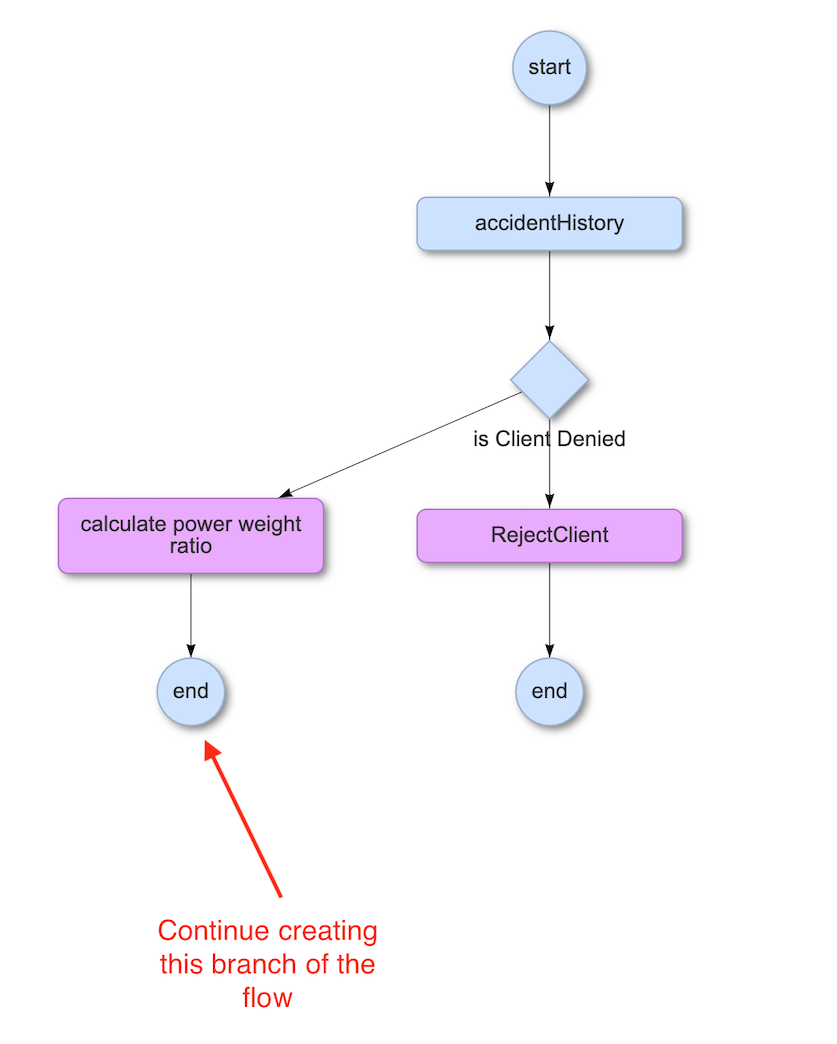 start
accidentHistory
is Client Denied
calculate power weight
ratio
RejectClient
end
end
Continue creating
this branch of the
flow